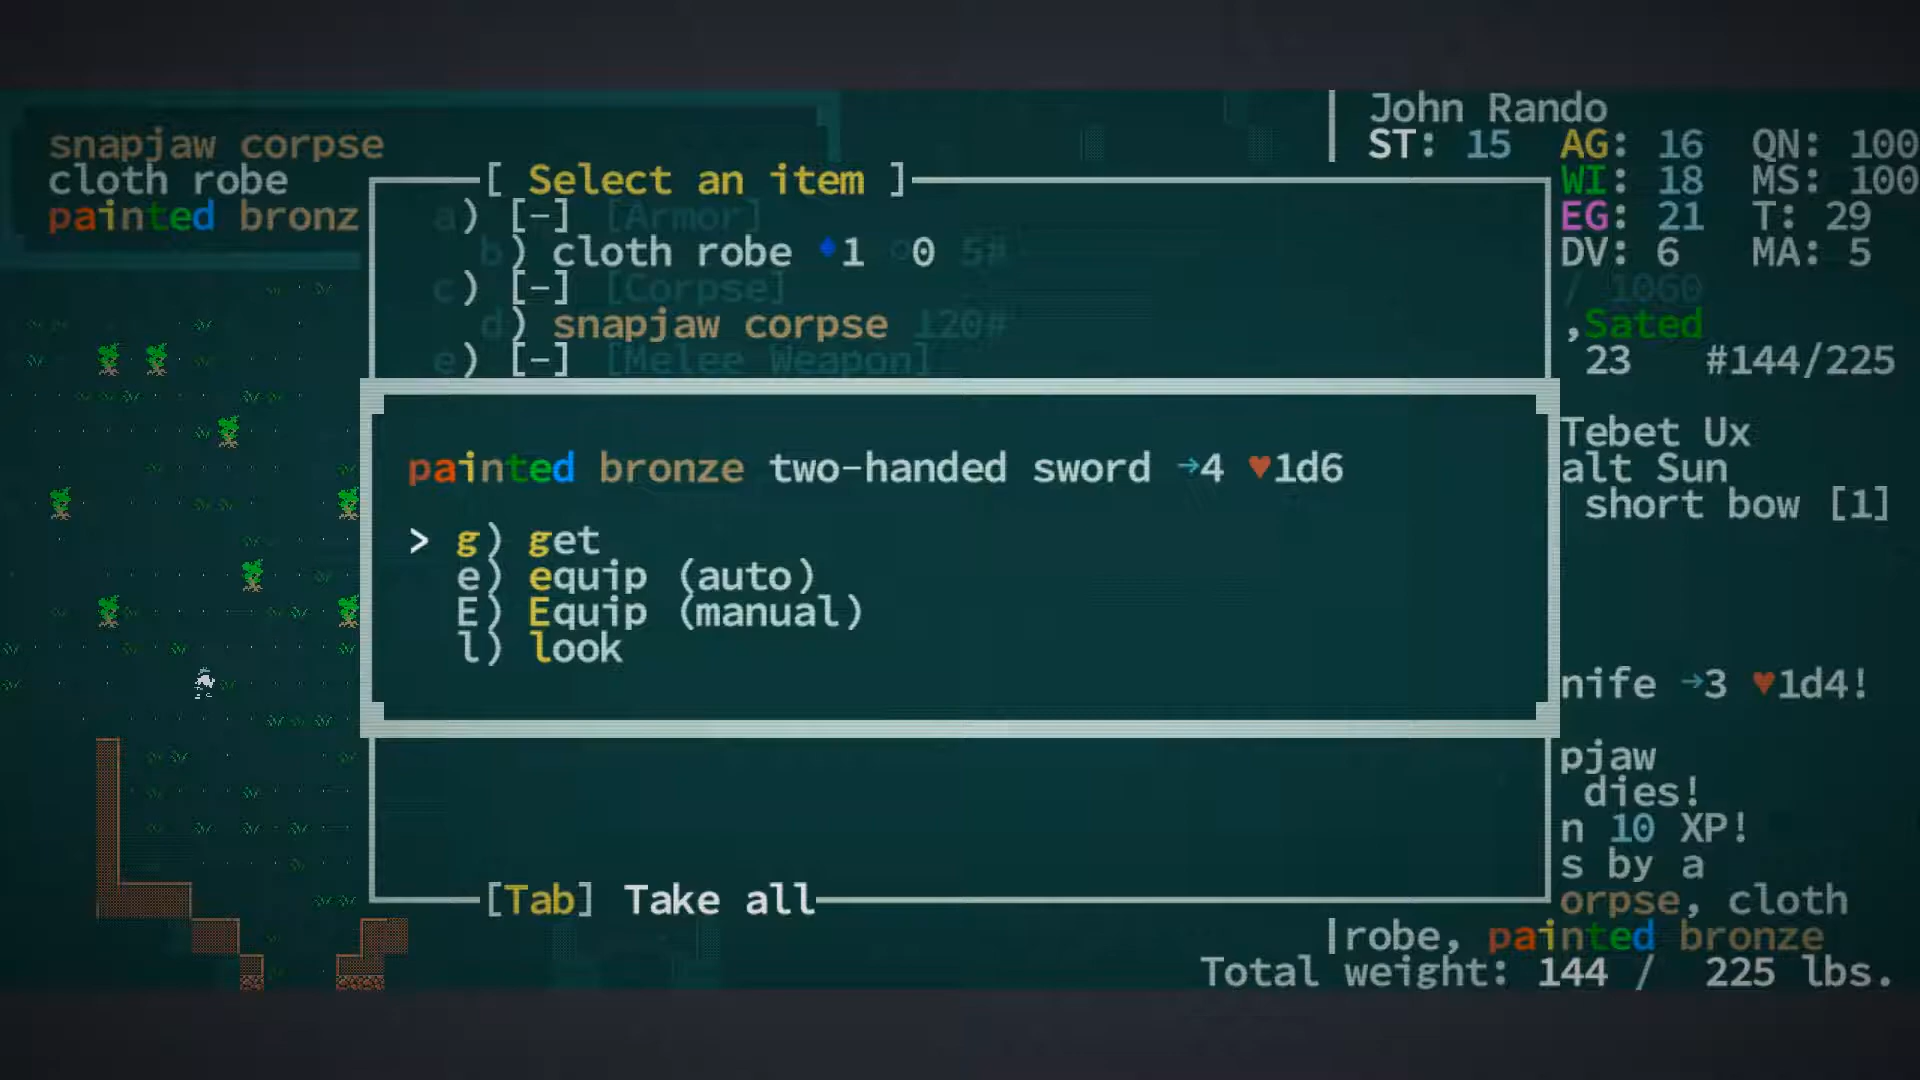 John Rando
ST: 15 AG: 16 QN: 100
WI: 18 MS: 100
EG: 21 T: 29
DV: 6 MA: 5
/ 1060
,Sated
23 #144/225
Tebet Ux
alt Sun
short bow [1]
nife →3 ♥1d4!
pjaw
dies!
n 10 XP!
s by a
orpse, cloth
robe, painted bronze
Total weight: 144 / 225 lbs.
snapjaw corpse
cloth robe
painted bronz
[ Select an item ]
a) [-] [Armor]
b) cloth robe ♦1 ○0 5#
c) [-] [Corpse]
d) snapjaw corpse 120#
e) [-] [Melee Weapon]
painted bronze two-handed sword →4 ♥1d6
> g) get
e) equip (auto)
E) Equip (manual)
l) look
[Tab] Take all